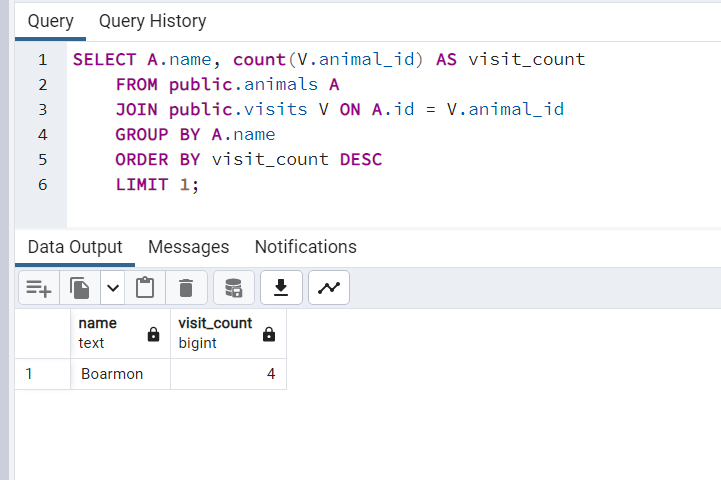 Query Query History
1 SELECT A.name, count(V.animal_id) AS visit_count
2 FROM public.animals A
3 JOIN public.visits V ON A.id = V.animal_id
4 GROUP BY A.name
5 ORDER BY visit_count DESC
6 LIMIT 1;
Data Output Messages Notifications
name visit_count
text bigint
1 Boarmon 4